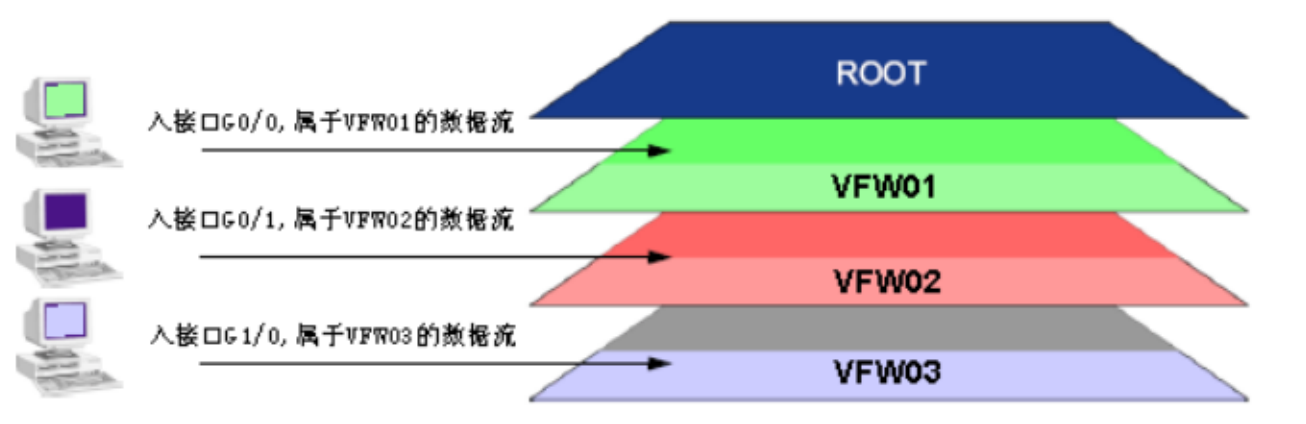 ROOT
入接口G0/0, 属于VFW01的数据流
VFW01
入接口G0/1, 属于VFW02的数据流
VFW02
入接口G1/0, 属于VFW03的数据流
VFW03